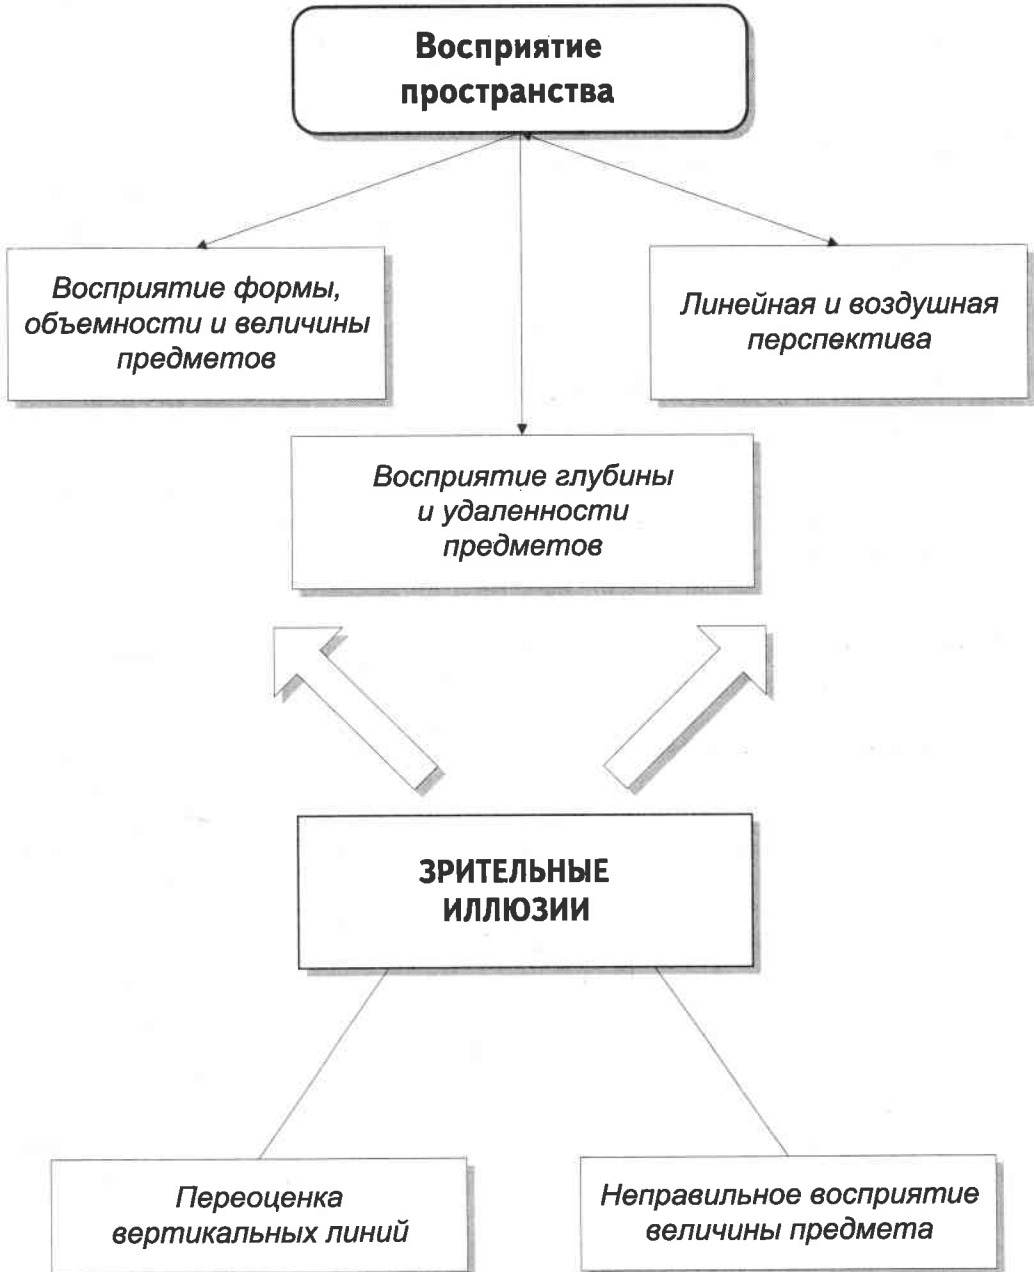 Восприятие
пространства
Восприятие формы,
объемности и величины
предметов
Линейная и воздушная
перспектива
Восприятие глубины
и удаленности
предметов
ЗРИТЕЛЬНЫЕ
ИЛЛЮЗИИ
Переоценка
вертикальных линий
Неправильное восприятие
величины предмета